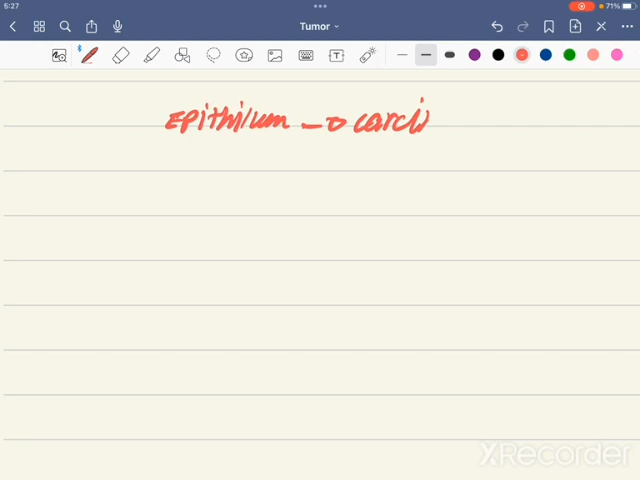 5:27
71%
Tumor
Epithilum → carci
XRecorder